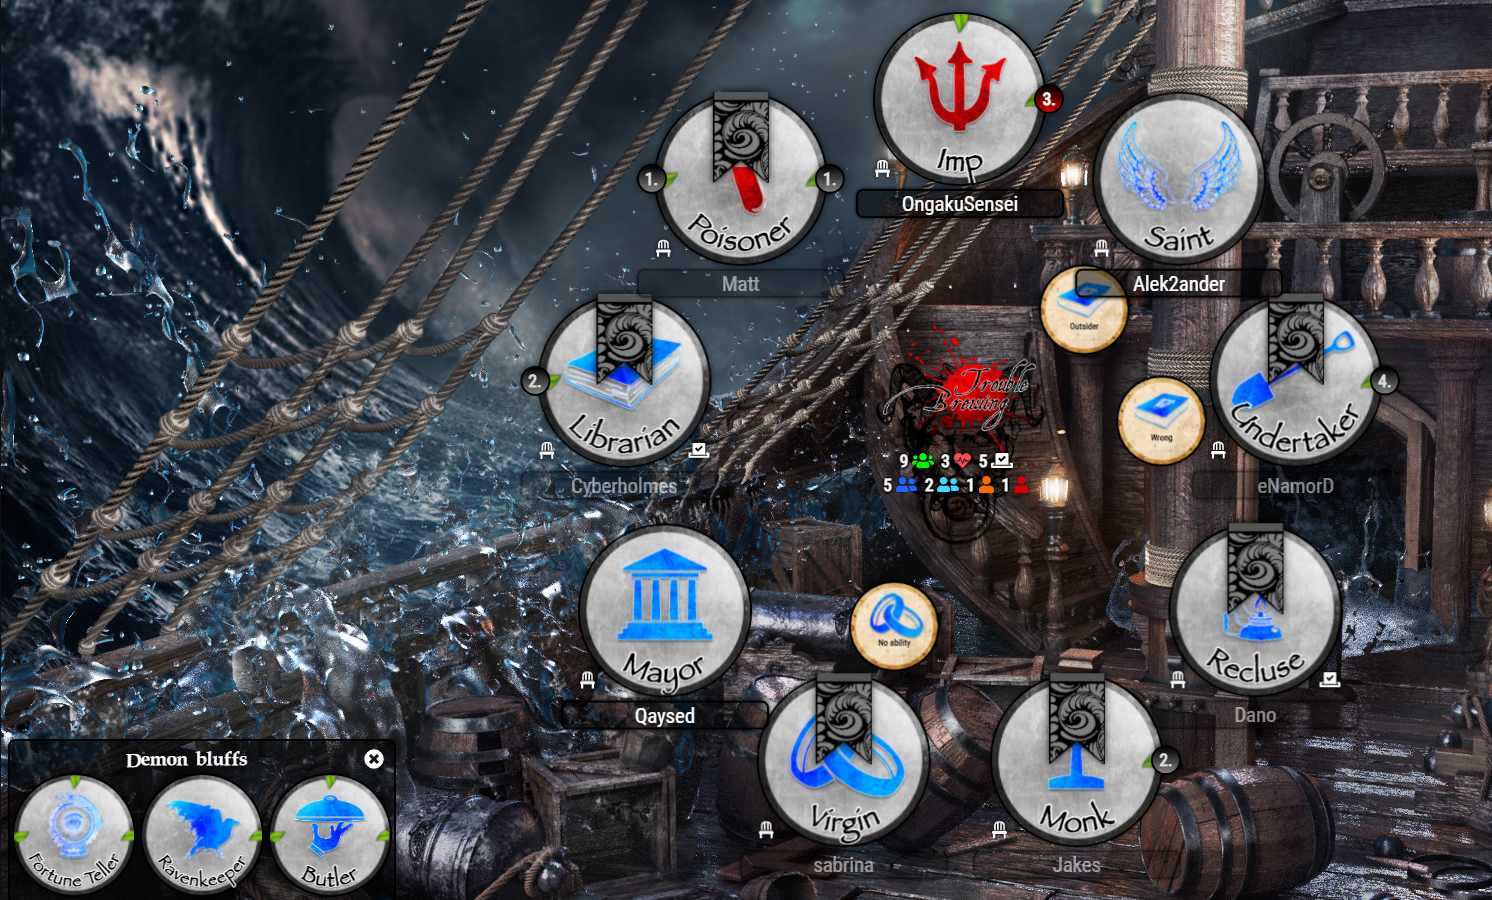 Imp
3.
OngakuSensei
Poisoner
1.
1.
Matt
Saint
Alek2ander
Outsider
Librarian
2.
Cyberholmes
Trouble
Brewing
9 3 5
5 2 1 1
Undertaker
4.
Wrong
eNamorD
Mayor
Qaysed
No ability
Recluse
Dano
Virgin
sabrina
Monk
2.
Jakes
Demon bluffs
Fortune Teller
Ravenkeeper
Butler